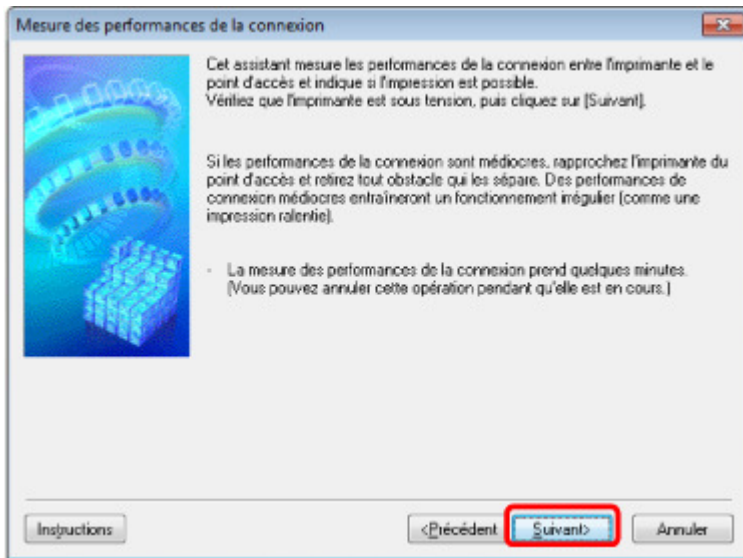 Mesure des performances de la connexion
Cet assistant mesure les performances de la connexion entre l'imprimante et le
point d'accès et indique si l'impression est possible.
Vérifiez que l'imprimante est sous tension, puis cliquez sur [Suivant].
Si les performances de la connexion sont médiocres, rapprochez l'imprimante du
point d'accès et retirez tout obstacle qui les sépare. Des performances de
connexion médiocres entraîneront un fonctionnement irrégulier (comme une
impression ralentie).
- La mesure des performances de la connexion prend quelques minutes.
(Vous pouvez annuler cette opération pendant qu'elle est en cours.)
Instructions
<Précédent
Suivant>
Annuler